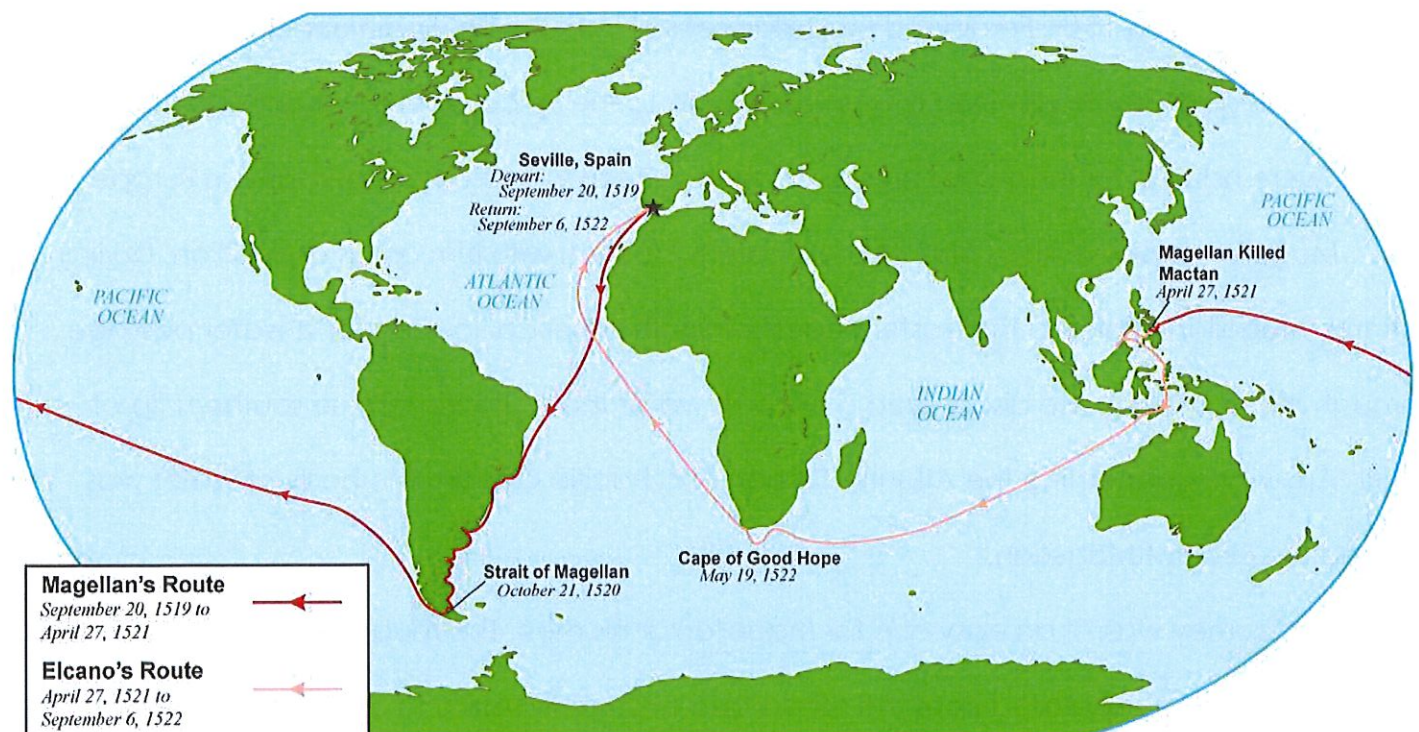 Seville, Spain
Depart:
September 20, 1519
Return:
September 6, 1522
PACIFIC
OCEAN
Magellan Killed
Mactan
April 27, 1521
ATLANTIC
OCEAN
PACIFIC
OCEAN
INDIAN
OCEAN
Cape of Good Hope
May 19, 1522
Strait of Magellan
October 21, 1520
Magellan's Route
September 20, 1519 to
April 27, 1521
Elcano's Route
April 27, 1521 to
September 6, 1522